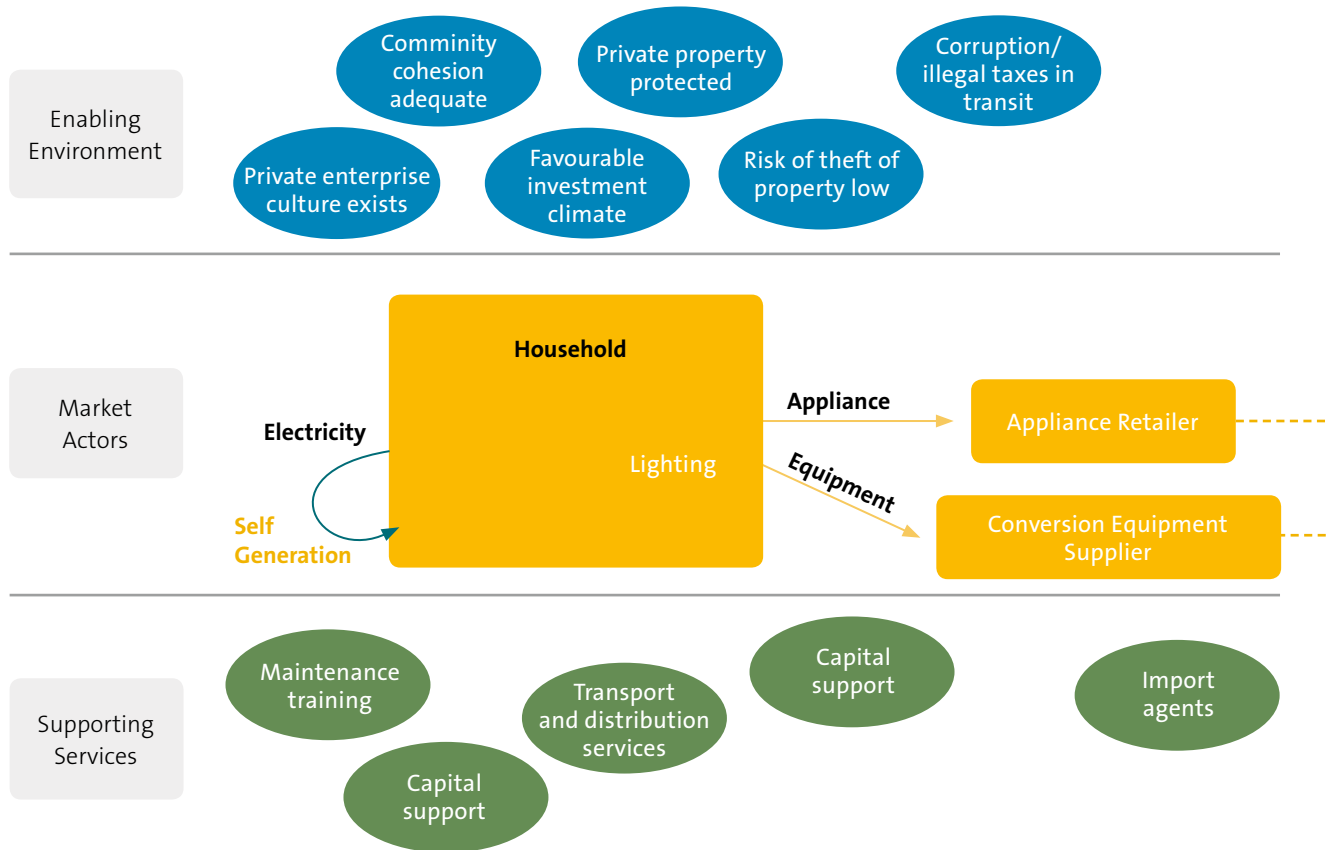 Enabling
Environment
Comminity
cohesion
adequate
Private property
protected
Corruption/
illegal taxes in
transit
Private enterprise
culture exists
Favourable
investment
climate
Risk of theft of
property low
Market
Actors
Household
Lighting
Electricity
Self
Generation
Appliance
Equipment
Appliance Retailer
Conversion Equipment
Supplier
Supporting
Services
Maintenance
training
Capital
support
Transport
and distribution
services
Capital
support
Import
agents